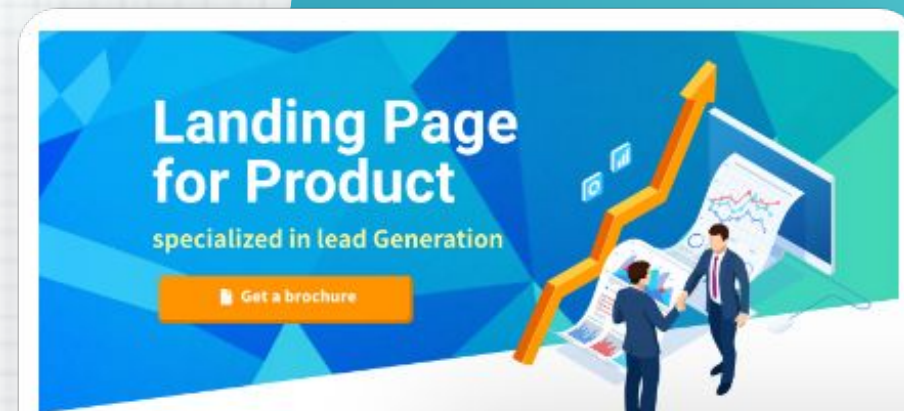 Landing Page
for Product
specialized in lead Generation
Get a brochure